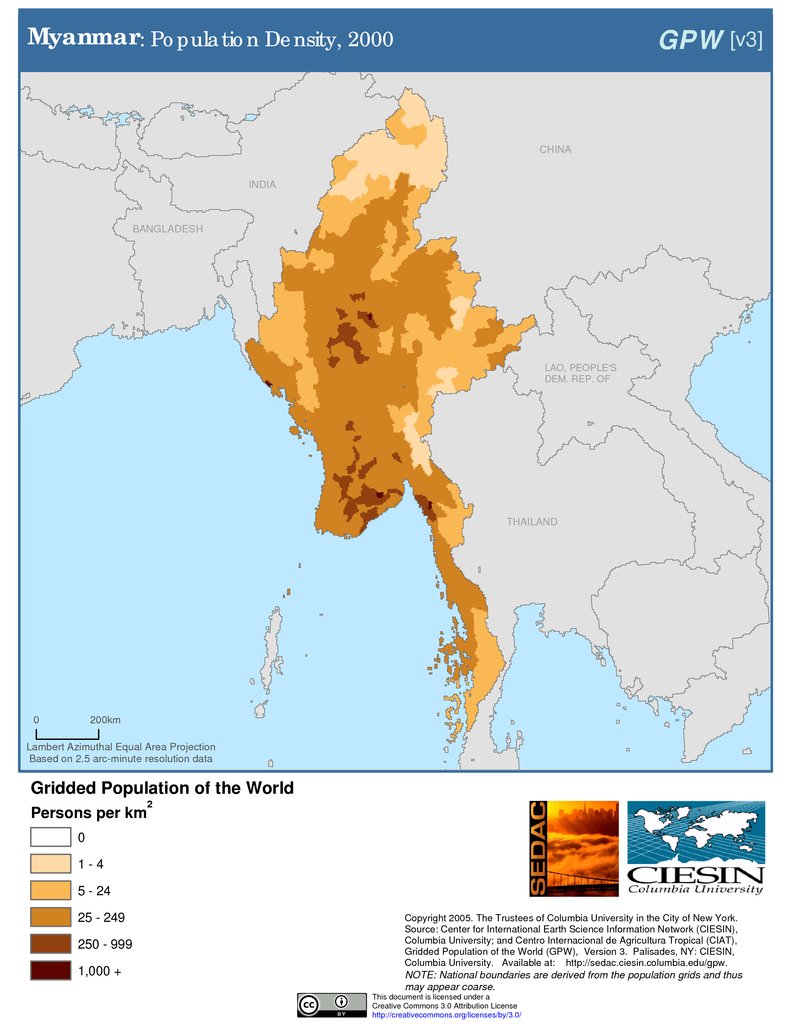 Myanmar: Population Density, 2000
GPW [v3]
CHINA
INDIA
BANGLADESH
LAO, PEOPLE'S
DEM. REP. OF
THAILAND
0 200km
Lambert Azimuthal Equal Area Projection
Based on 2.5 arc-minute resolution data
Gridded Population of the World
Persons per km2
0
1 - 4
5 - 24
25 - 249
250 - 999
1,000 +
SEDAC
CIESIN
Columbia University
Copyright 2005. The Trustees of Columbia University in the City of New York.
Source: Center for International Earth Science Information Network (CIESIN),
Columbia University; and Centro Internacional de Agricultura Tropical (CIAT),
Gridded Population of the World (GPW), Version 3. Palisades, NY: CIESIN,
Columbia University. Available at: http://sedac.ciesin.columbia.edu/gpw.
NOTE: National boundaries are derived from the population grids and thus
may appear coarse.
cc
BY
This document is licensed under a
Creative Commons 3.0 Attribution License
http://creativecommons.org/licenses/by/3.0/